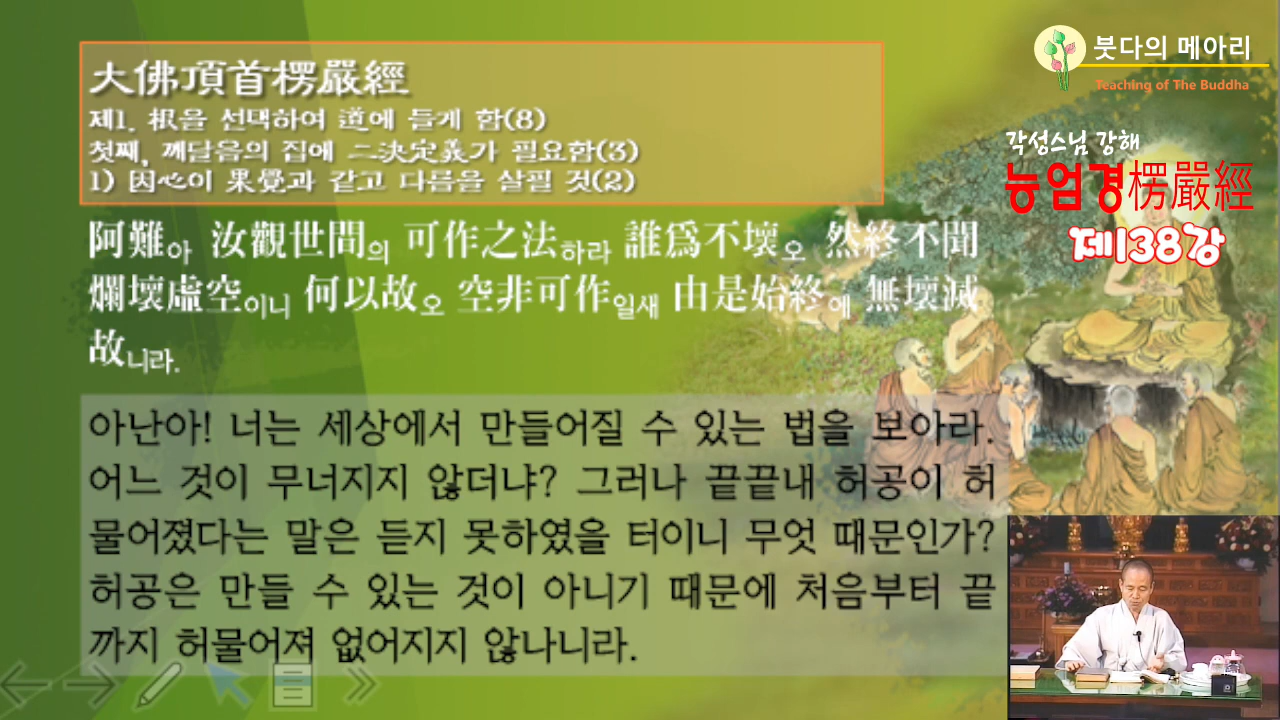 大佛頂首楞嚴經
제1. 根을 선택하여 道에 들게 함(8)
첫째, 깨달음의 집에 二決定義가 필요함(3)
1) 因心이 果覺과 같고 다름을 살필 것(2)
阿難아 汝觀世間의 可作之法하라 誰爲不壞오 然終不聞
爛壞虛空이니 何以故오 空非可作일새 由是始終에 無壞滅
故니라.
아난아! 너는 세상에서 만들어질 수 있는 법을 보아라.
어느 것이 무너지지 않더냐? 그러나 끝끝내 허공이 허
물어졌다는 말은 듣지 못하였을 터이니 무엇 때문인가?
허공은 만들 수 있는 것이 아니기 때문에 처음부터 끝
까지 허물어져 없어지지 않나니라.
붓다의 메아리
Teaching of The Buddha
각성스님 강해
능엄경楞嚴經
제138강